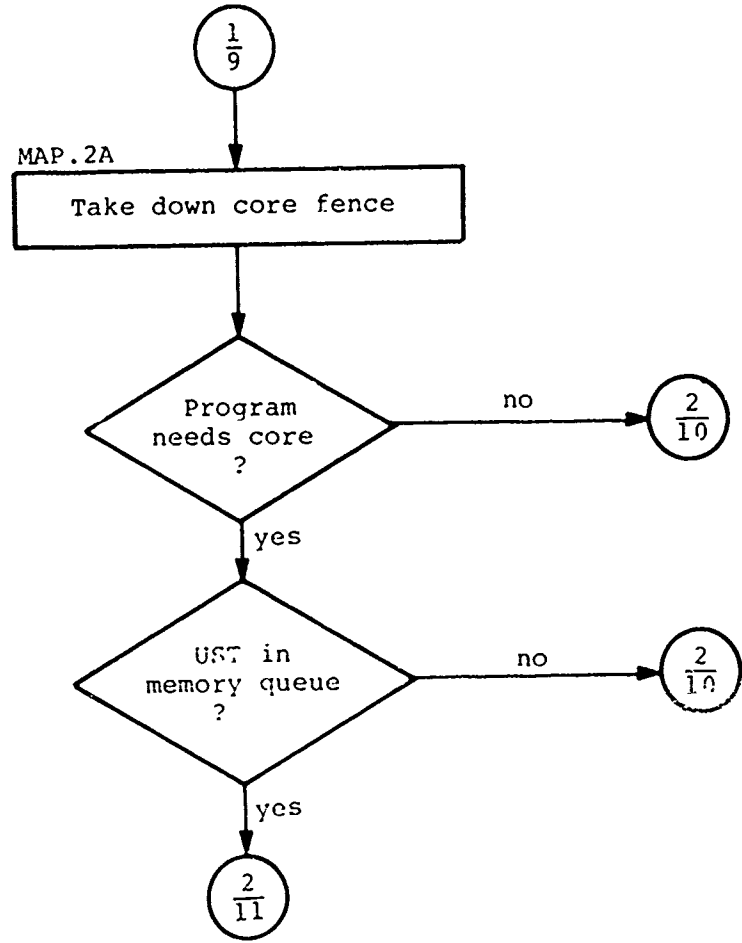 1
9
MAP.2A
Take down core fence
Program
needs core
?
no
2
10
yes
UST in
memory queue
?
no
2
10
yes
2
11